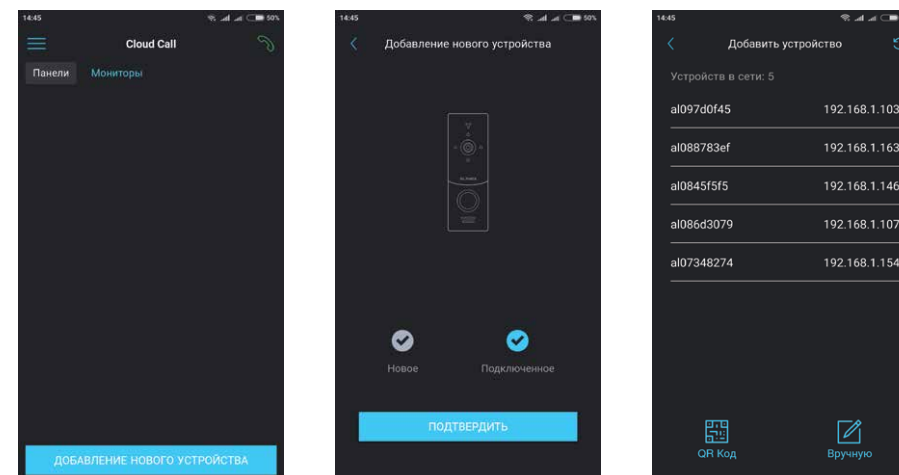 14:45
50%
Cloud Call
Панели
Мониторы
ДОБАВЛЕНИЕ НОВОГО УСТРОЙСТВА
14:45
50%
Добавление нового устройства
Новое
Подключенное
ПОДТВЕРДИТЬ
14:45
Добавить устройство
Устройств в сети: 5
al097d0f45 192.168.1.103
al088783ef 192.168.1.163
al0845f5f5 192.168.1.146
al086d3079 192.168.1.107
al07348274 192.168.1.154
QR Код
Вручную